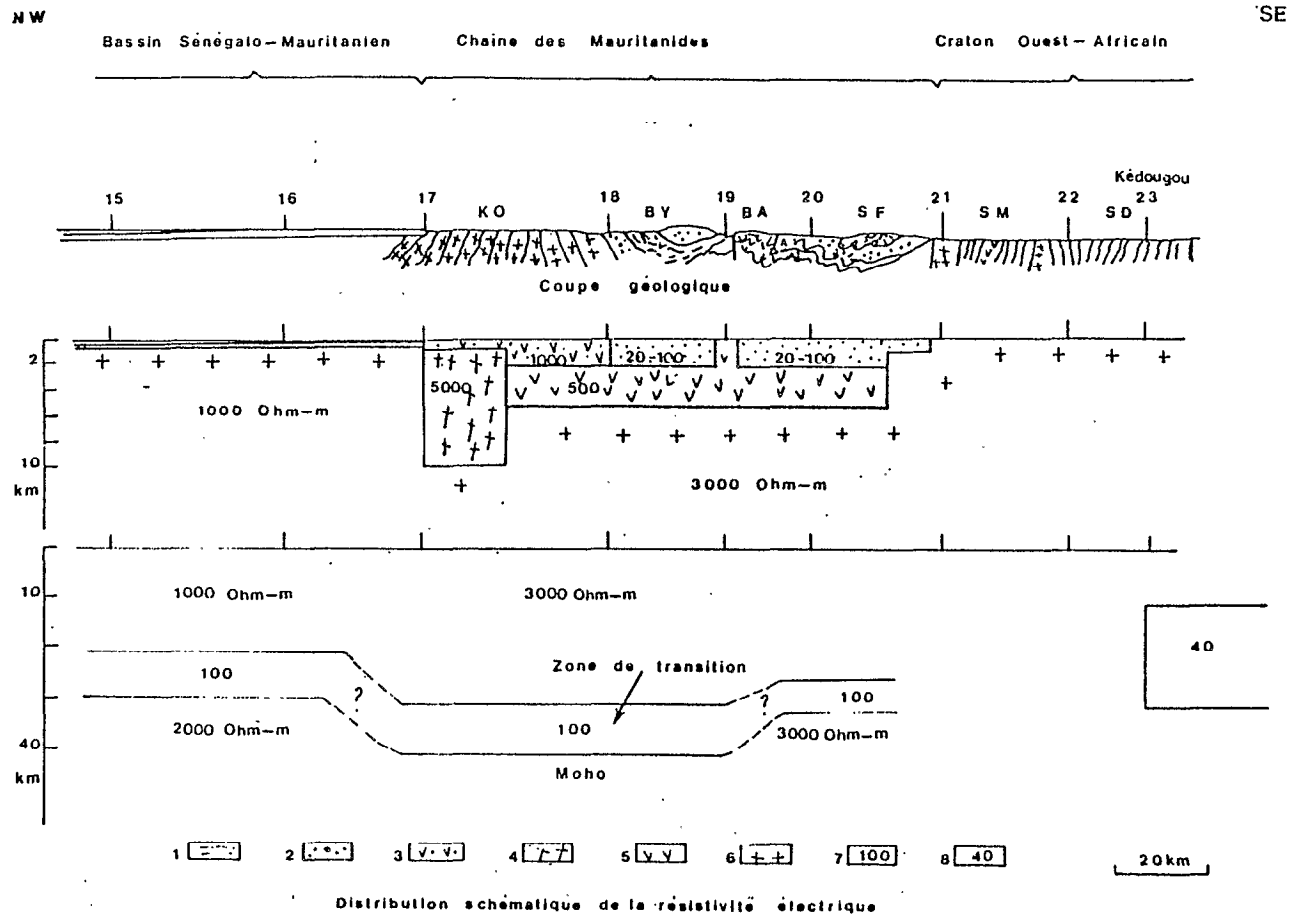 NW SE
Bassin Sénégalo-Mauritanien Chaine des Mauritanides Craton Ouest-Africain
Kédougou
15 16 17 18 19 20 21 22 23
KO BY BA SF SM SD
Coupe géologique
2
1000 20-100 20-100
5000 500
1000 Ohm-m
10
km
3000 Ohm-m
10
1000 Ohm-m 3000 Ohm-m
40
Zone de transition
100 ? ? 100
2000 Ohm-m 100 3000 Ohm-m
40
km
Moho
1 2 3 4 5 6 7 100 8 40
20km
Distribution schématique de la résistivité électrique